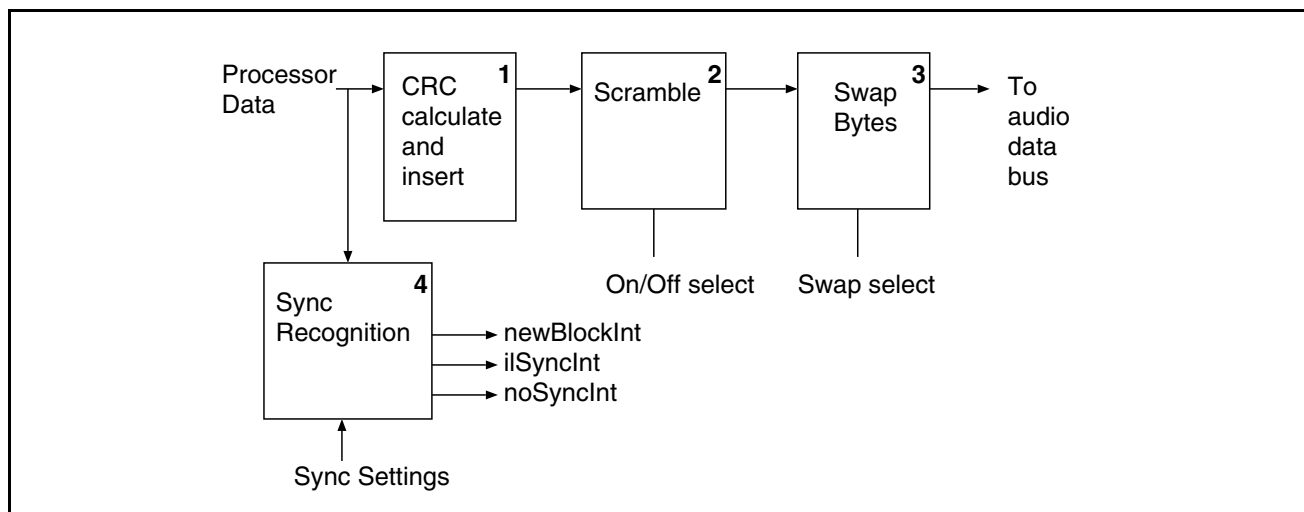 Processor
Data
1
CRC
calculate
and
insert
2
Scramble
3
Swap
Bytes
To
audio
data
bus
On/Off select
Swap select
4
Sync
Recognition
newBlockInt
ilSyncInt
noSyncInt
Sync Settings